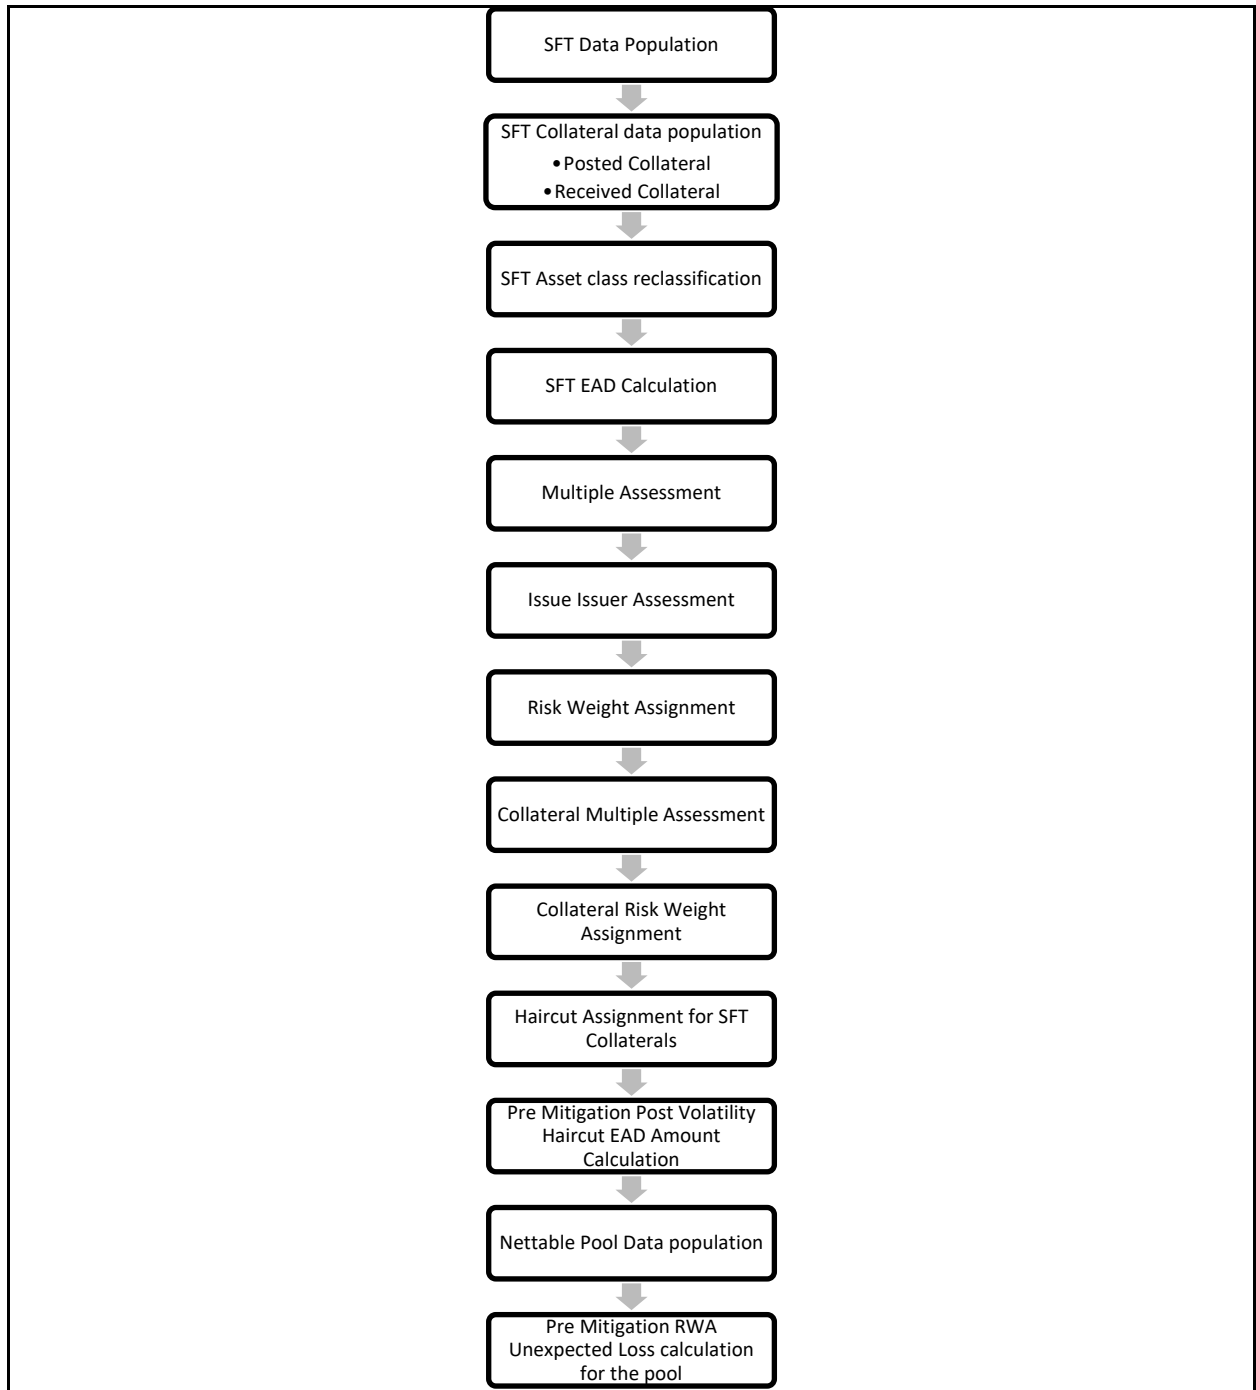 SFT Data Population
SFT Collateral data population
•Posted Collateral
•Received Collateral
SFT Asset class reclassification
SFT EAD Calculation
Multiple Assessment
Issue Issuer Assessment
Risk Weight Assignment
Collateral Multiple Assessment
Collateral Risk Weight
Assignment
Haircut Assignment for SFT
Collaterals
Pre Mitigation Post Volatility
Haircut EAD Amount
Calculation
Nettable Pool Data population
Pre Mitigation RWA
Unexpected Loss calculation
for the pool